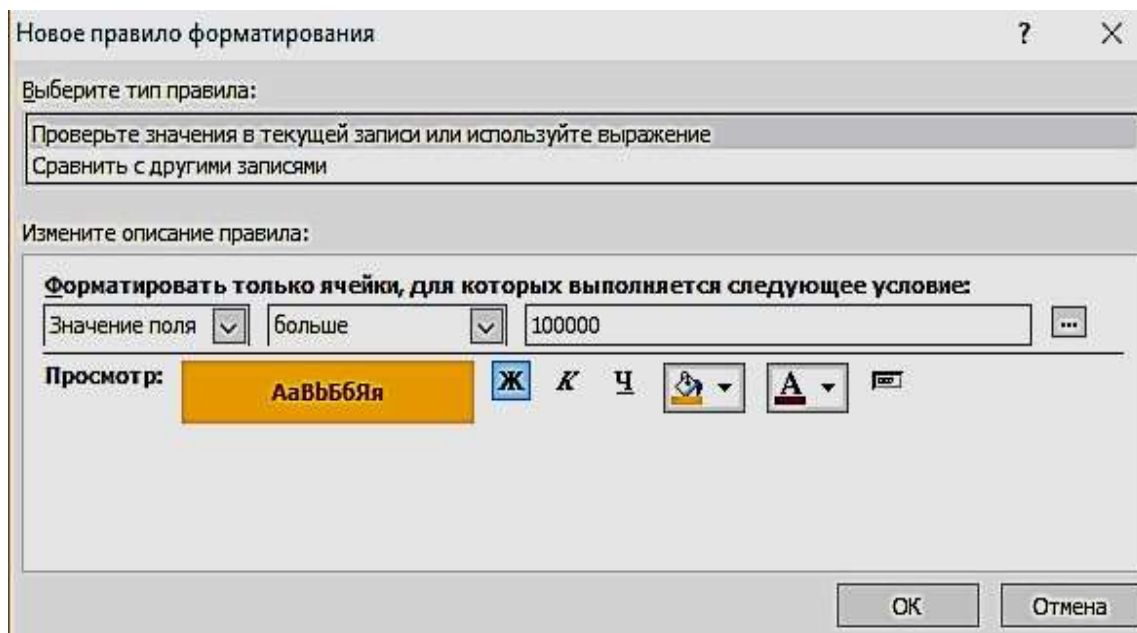 Новое правило форматирования ?
Выберите тип правила:
Проверьте значения в текущей записи или используйте выражение
Сравнить с другими записями
Измените описание правила:
Форматировать только ячейки, для которых выполняется следующее условие:
Значение поля больше 100000 ...
Просмотр: АаВbБбЯя Ж К Ч А
ОК Отмена